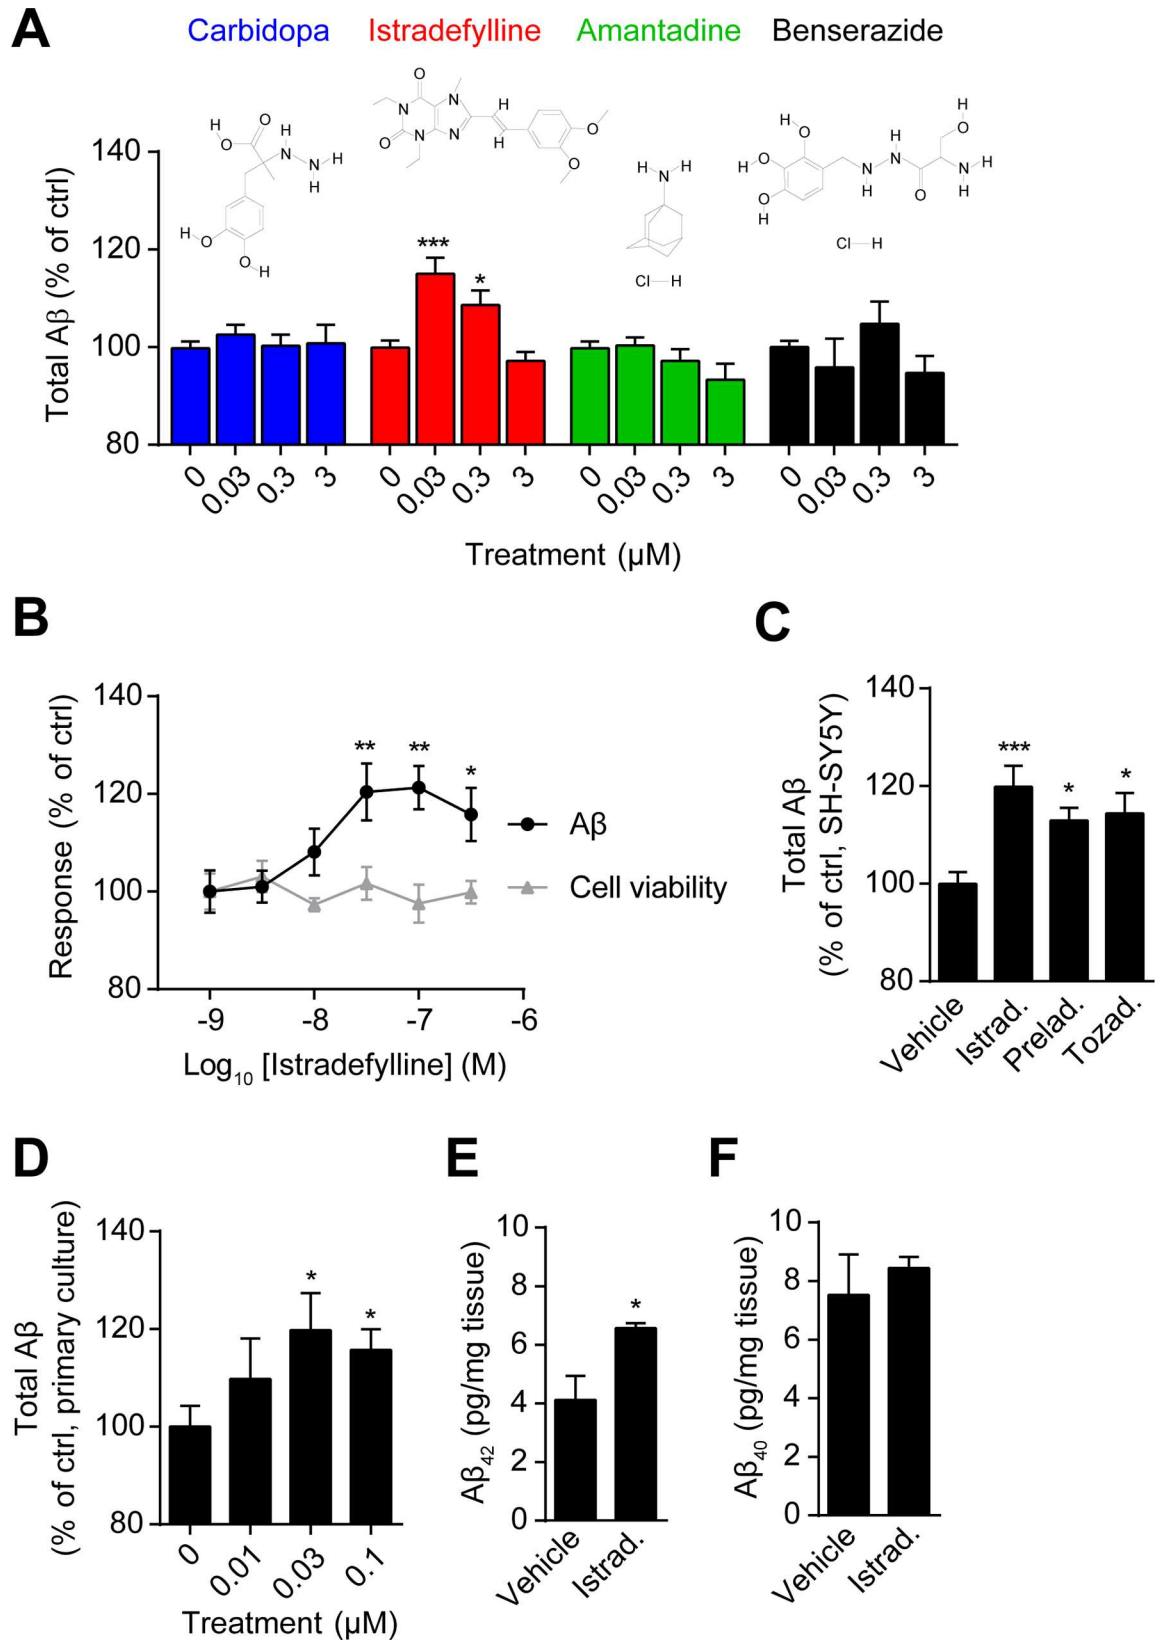 A
Carbidopa Istradefylline Amantadine Benserazide
Total Aβ (% of ctrl)
140
120
100
80
H O O H N N H H H O O H
O N N O N N H H O O
H N H Cl H
H O H O O H H N N H O H O N H H Cl H
*** *
0 0.03 0.3 3 0 0.03 0.3 3 0 0.03 0.3 3 0 0.03 0.3 3
Treatment (µM)
B
Response (% of ctrl)
140
120
100
80
** ** *
Aβ
Cell viability
-9 -8 -7 -6
Log₁₀ [Istradefylline] (M)
C
Total Aβ
(% of ctrl, SH-SY5Y)
140
120
100
80
*** * *
Vehicle Istrad. Prelad. Tozad.
D
Total Aβ
(% of ctrl, primary culture)
140
120
100
80
* *
0 0.01 0.03 0.1
Treatment (µM)
E
Aβ₄₂ (pg/mg tissue)
10
8
6
4
2
0
*
Vehicle Istrad.
F
Aβ₄₀ (pg/mg tissue)
10
8
6
4
2
0
Vehicle Istrad.